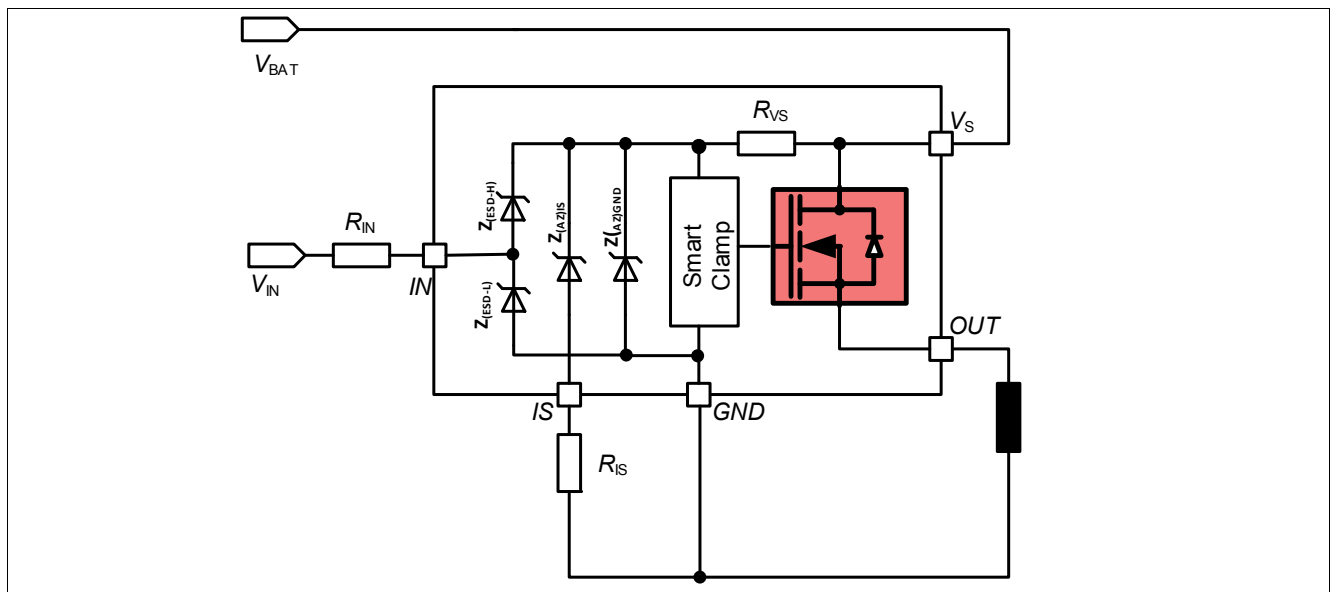 VBAT
RVS
VS
Z(ESD-H)
Z(AZ)IS
Z(AZ)GND
Smart
Clamp
RIN
VIN
IN
Z(ESD-L)
OUT
IS
GND
RIS